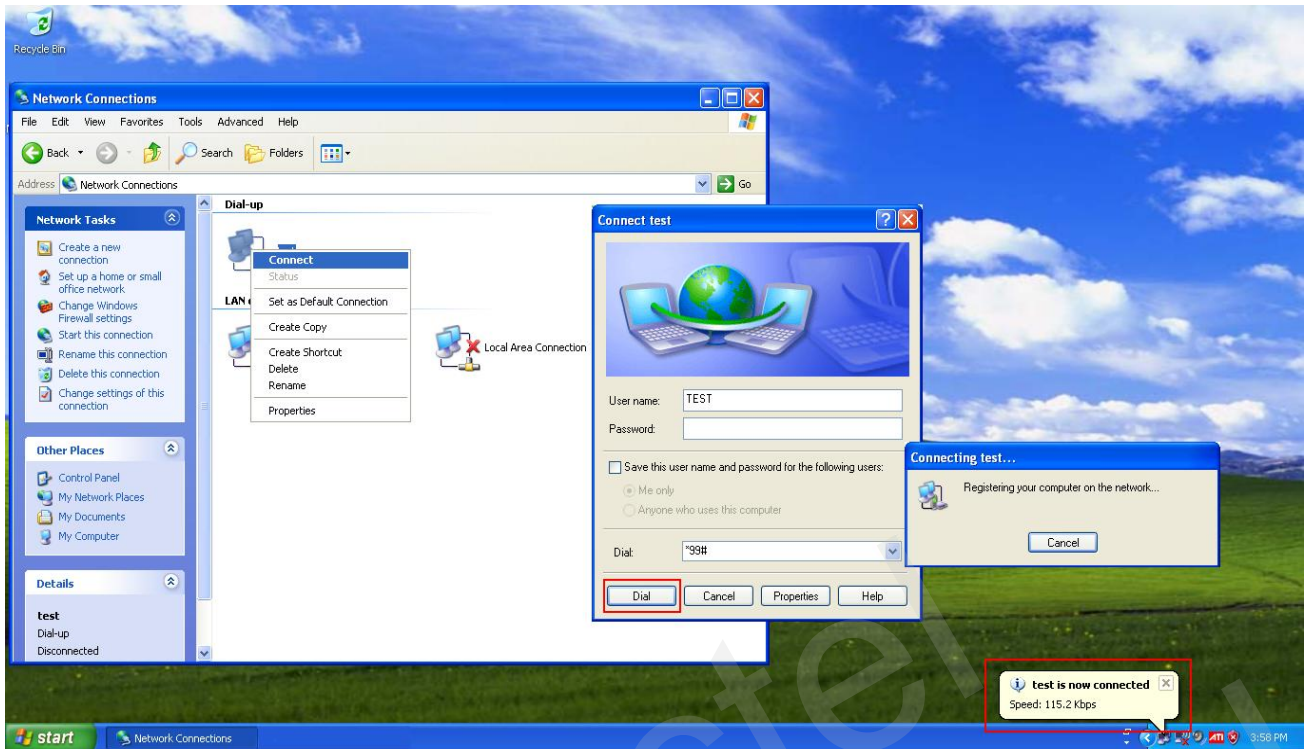 Recycle Bin
Network Connections
File Edit View Favorites Tools Advanced Help
Back Search Folders
Address Network Connections Go
Network Tasks
Create a new
connection
Set up a home or small
office network
Change Windows
Firewall settings
Start this connection
Rename this connection
Delete this connection
Change settings of this
connection
Other Places
Control Panel
My Network Places
My Documents
My Computer
Details
test
Dial-up
Disconnected
Dial-up
LAN
Connect
Status
Set as Default Connection
Create Copy
Create Shortcut
Delete
Rename
Properties
Local Area Connection
Connect test
User name: TEST
Password:
Save this user name and password for the following users:
Me only
Anyone who uses this computer
Dial: *99#
Dial Cancel Properties Help
Connecting test...
Registering your computer on the network...
Cancel
test is now connected
Speed: 115.2 Kbps
start Network Connections ATI 3:58 PM